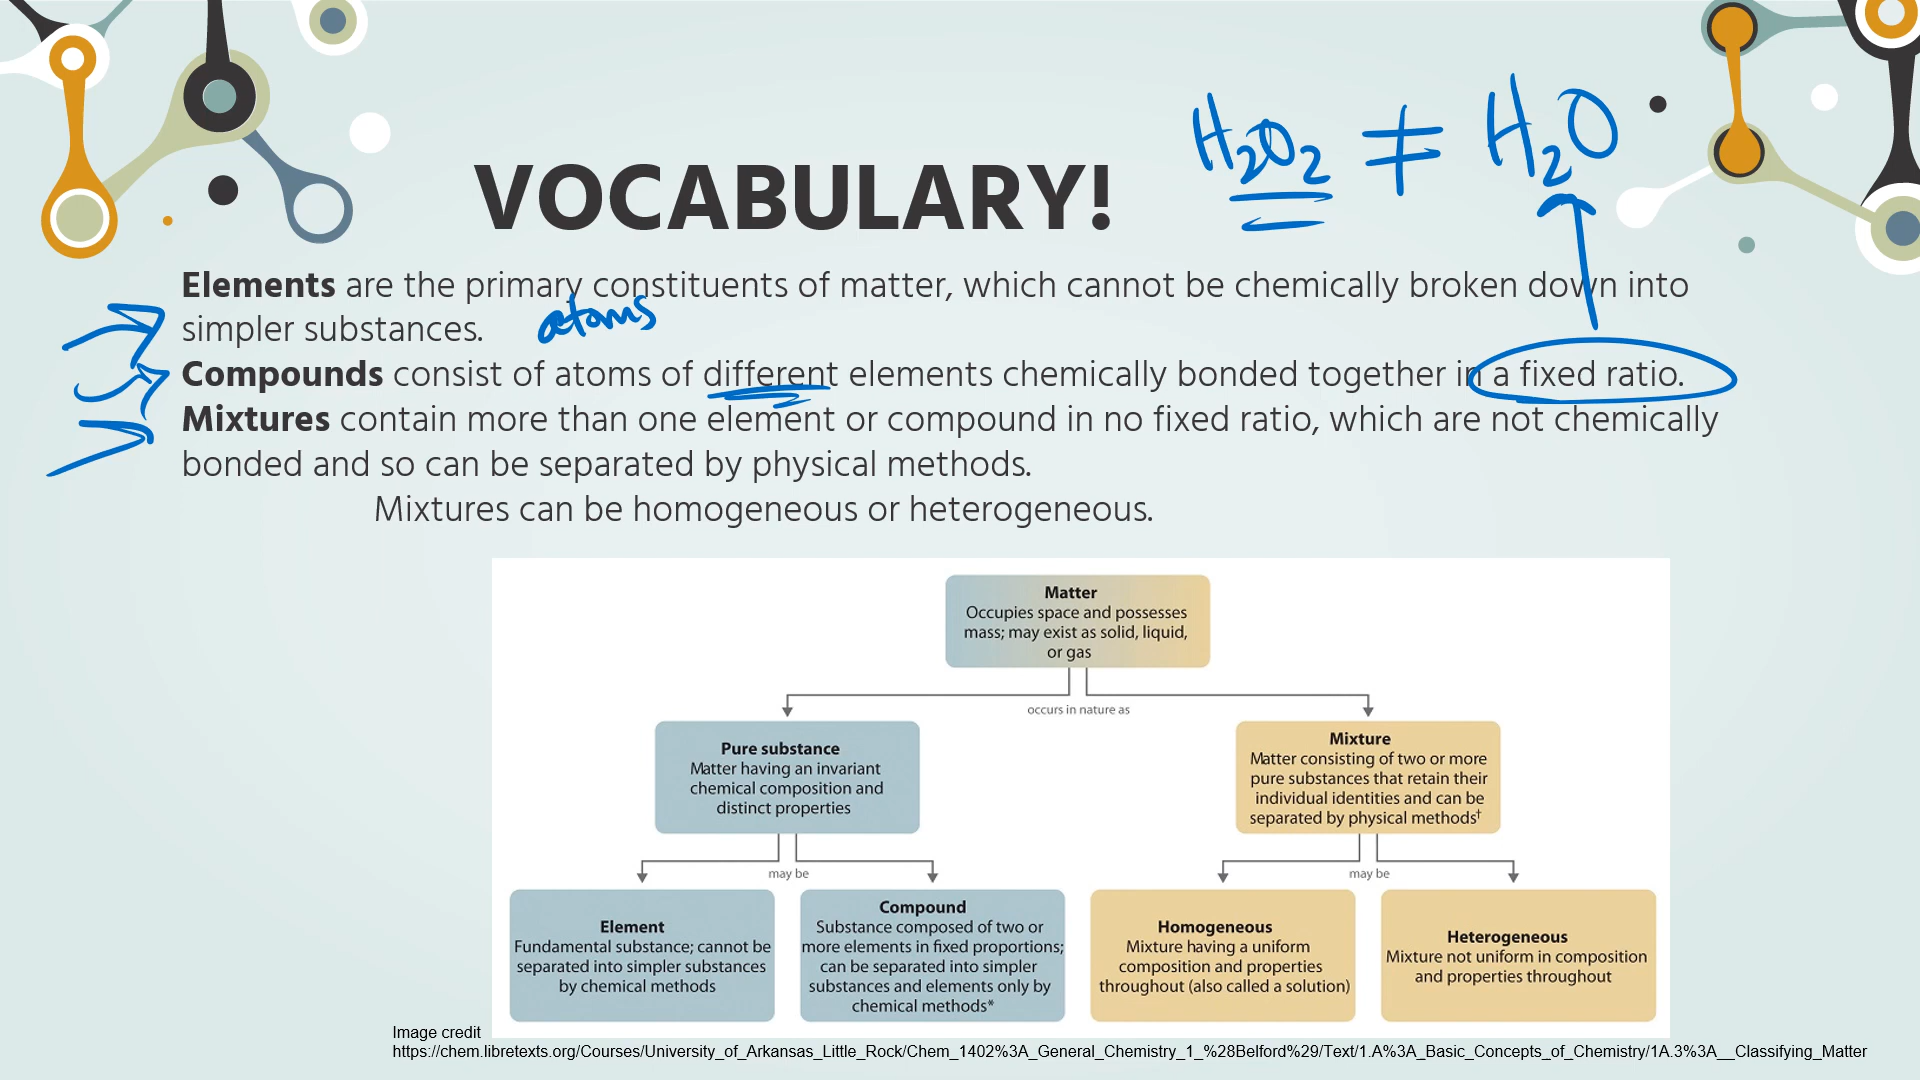 H₂O₂ ≠ H₂O
VOCABULARY!
Elements are the primary constituents of matter, which cannot be chemically broken down into
simpler substances.
atoms
Compounds consist of atoms of different elements chemically bonded together in a fixed ratio.
Mixtures contain more than one element or compound in no fixed ratio, which are not chemically
bonded and so can be separated by physical methods.
Mixtures can be homogeneous or heterogeneous.
Matter
Occupies space and possesses
mass; may exist as solid, liquid,
or gas
occurs in nature as
Pure substance
Matter having an invariant
chemical composition and
distinct properties
Mixture
Matter consisting of two or more
pure substances that retain their
individual identities and can be
separated by physical methods†
may be
may be
Element
Fundamental substance; cannot be
separated into simpler substances
by chemical methods
Compound
Substance composed of two or
more elements in fixed proportions;
can be separated into simpler
substances and elements only by
chemical methods*
Homogeneous
Mixture having a uniform
composition and properties
throughout (also called a solution)
Heterogeneous
Mixture not uniform in composition
and properties throughout
Image credit
https://chem.libretexts.org/Courses/University_of_Arkansas_Little_Rock/Chem_1402%3A_General_Chemistry_1_%28Belford%29/Text/1.A%3A_Basic_Concepts_of_Chemistry/1A.3%3A__Classifying_Matter